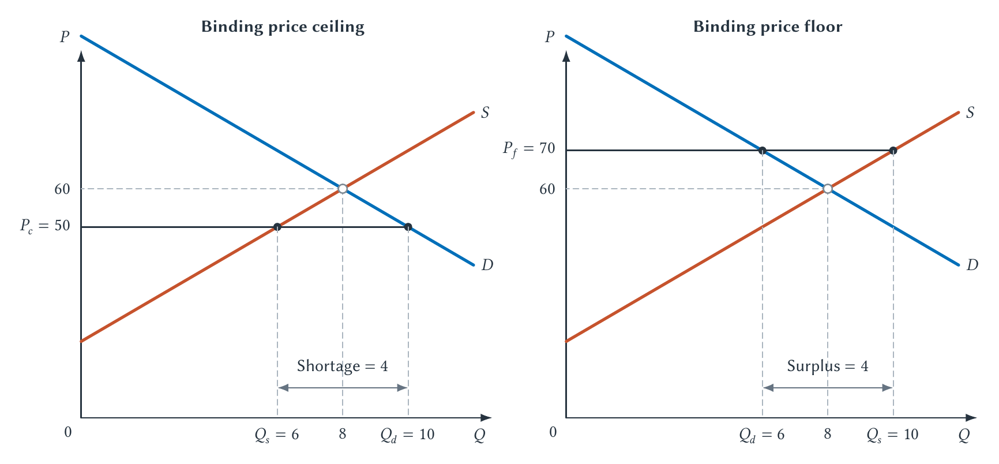 Binding price ceiling
P
S
60
P_c = 50
D
Shortage = 4
0
Q_s = 6
8
Q_d = 10
Q
Binding price floor
P
S
P_f = 70
60
D
Surplus = 4
0
Q_d = 6
8
Q_s = 10
Q